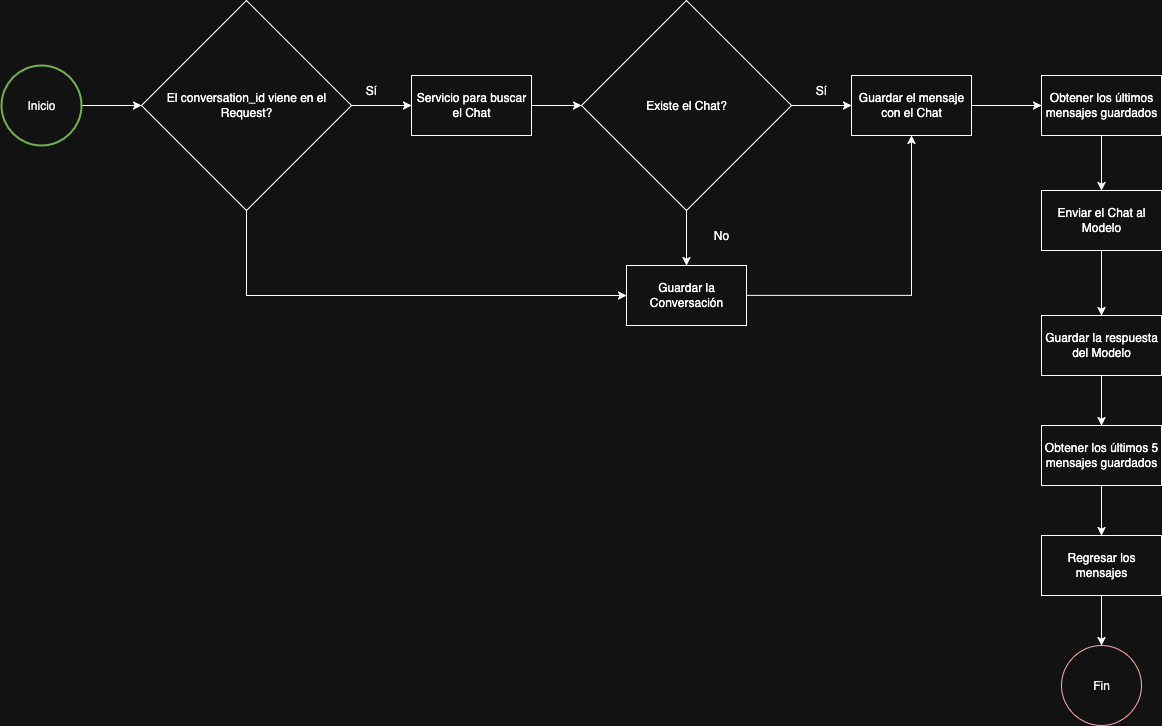 Inicio
El conversation_id viene en el
Request?
Sí
Servicio para buscar
el Chat
Existe el Chat?
Sí
Guardar el mensaje
con el Chat
Obtener los últimos
mensajes guardados
Enviar el Chat al
Modelo
No
Guardar la
Conversación
Guardar la respuesta
del Modelo
Obtener los últimos 5
mensajes guardados
Regresar los
mensajes
Fin